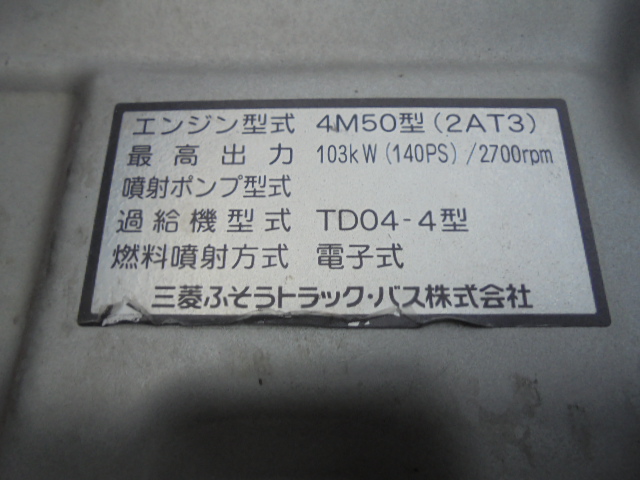 エンジン型式 4M50型(2AT3)
最高出力 103kW(140PS)/2700rpm
噴射ポンプ型式
過給機型式 TD04-4型
燃料噴射方式 電子式
三菱ふそうトラック・バス株式会社